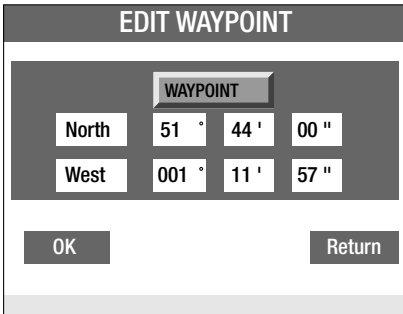 EDIT WAYPOINT
WAYPOINT
North 51 ° 44 ' 00 "
West 001 ° 11 ' 57 "
OK Return